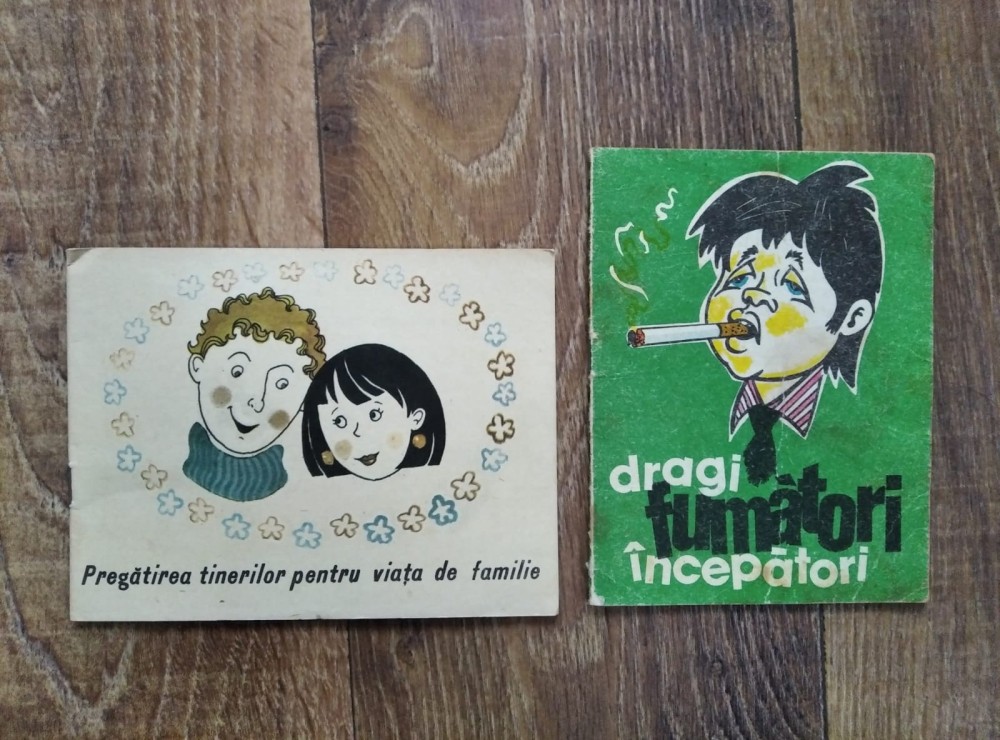 Pregătirea tinerilor pentru viața de familie
dragi
fumători
începători